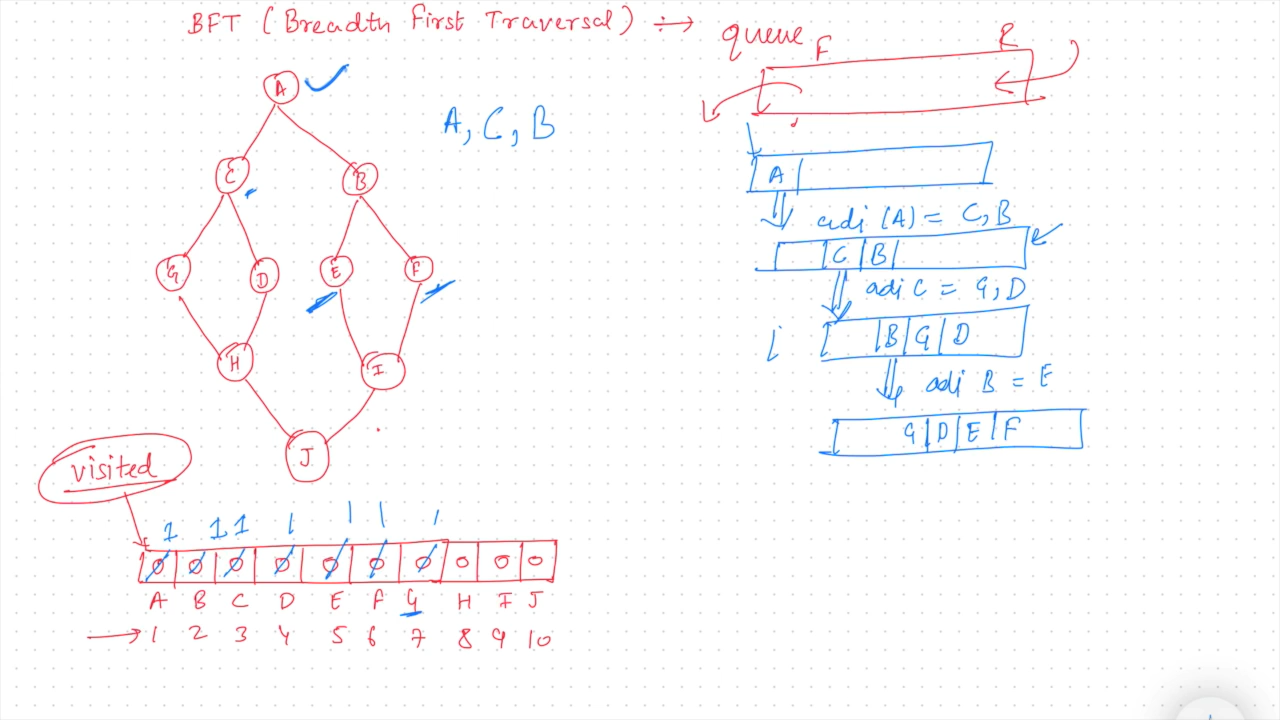 BFT (Breadth First Traversal) ÷→
queue
F
R
A
A, C, B
C
B
G
D
E
F
H
I
J
A
adj (A) = C, B
C B
adj C = G, D
B G D
adj B = E
G D E F
visited
1 1 1 1 1 1 1
0 0 0 0 0 0 0 0 0 0
A B C D E F G H I J
→ 1 2 3 4 5 6 7 8 9 10